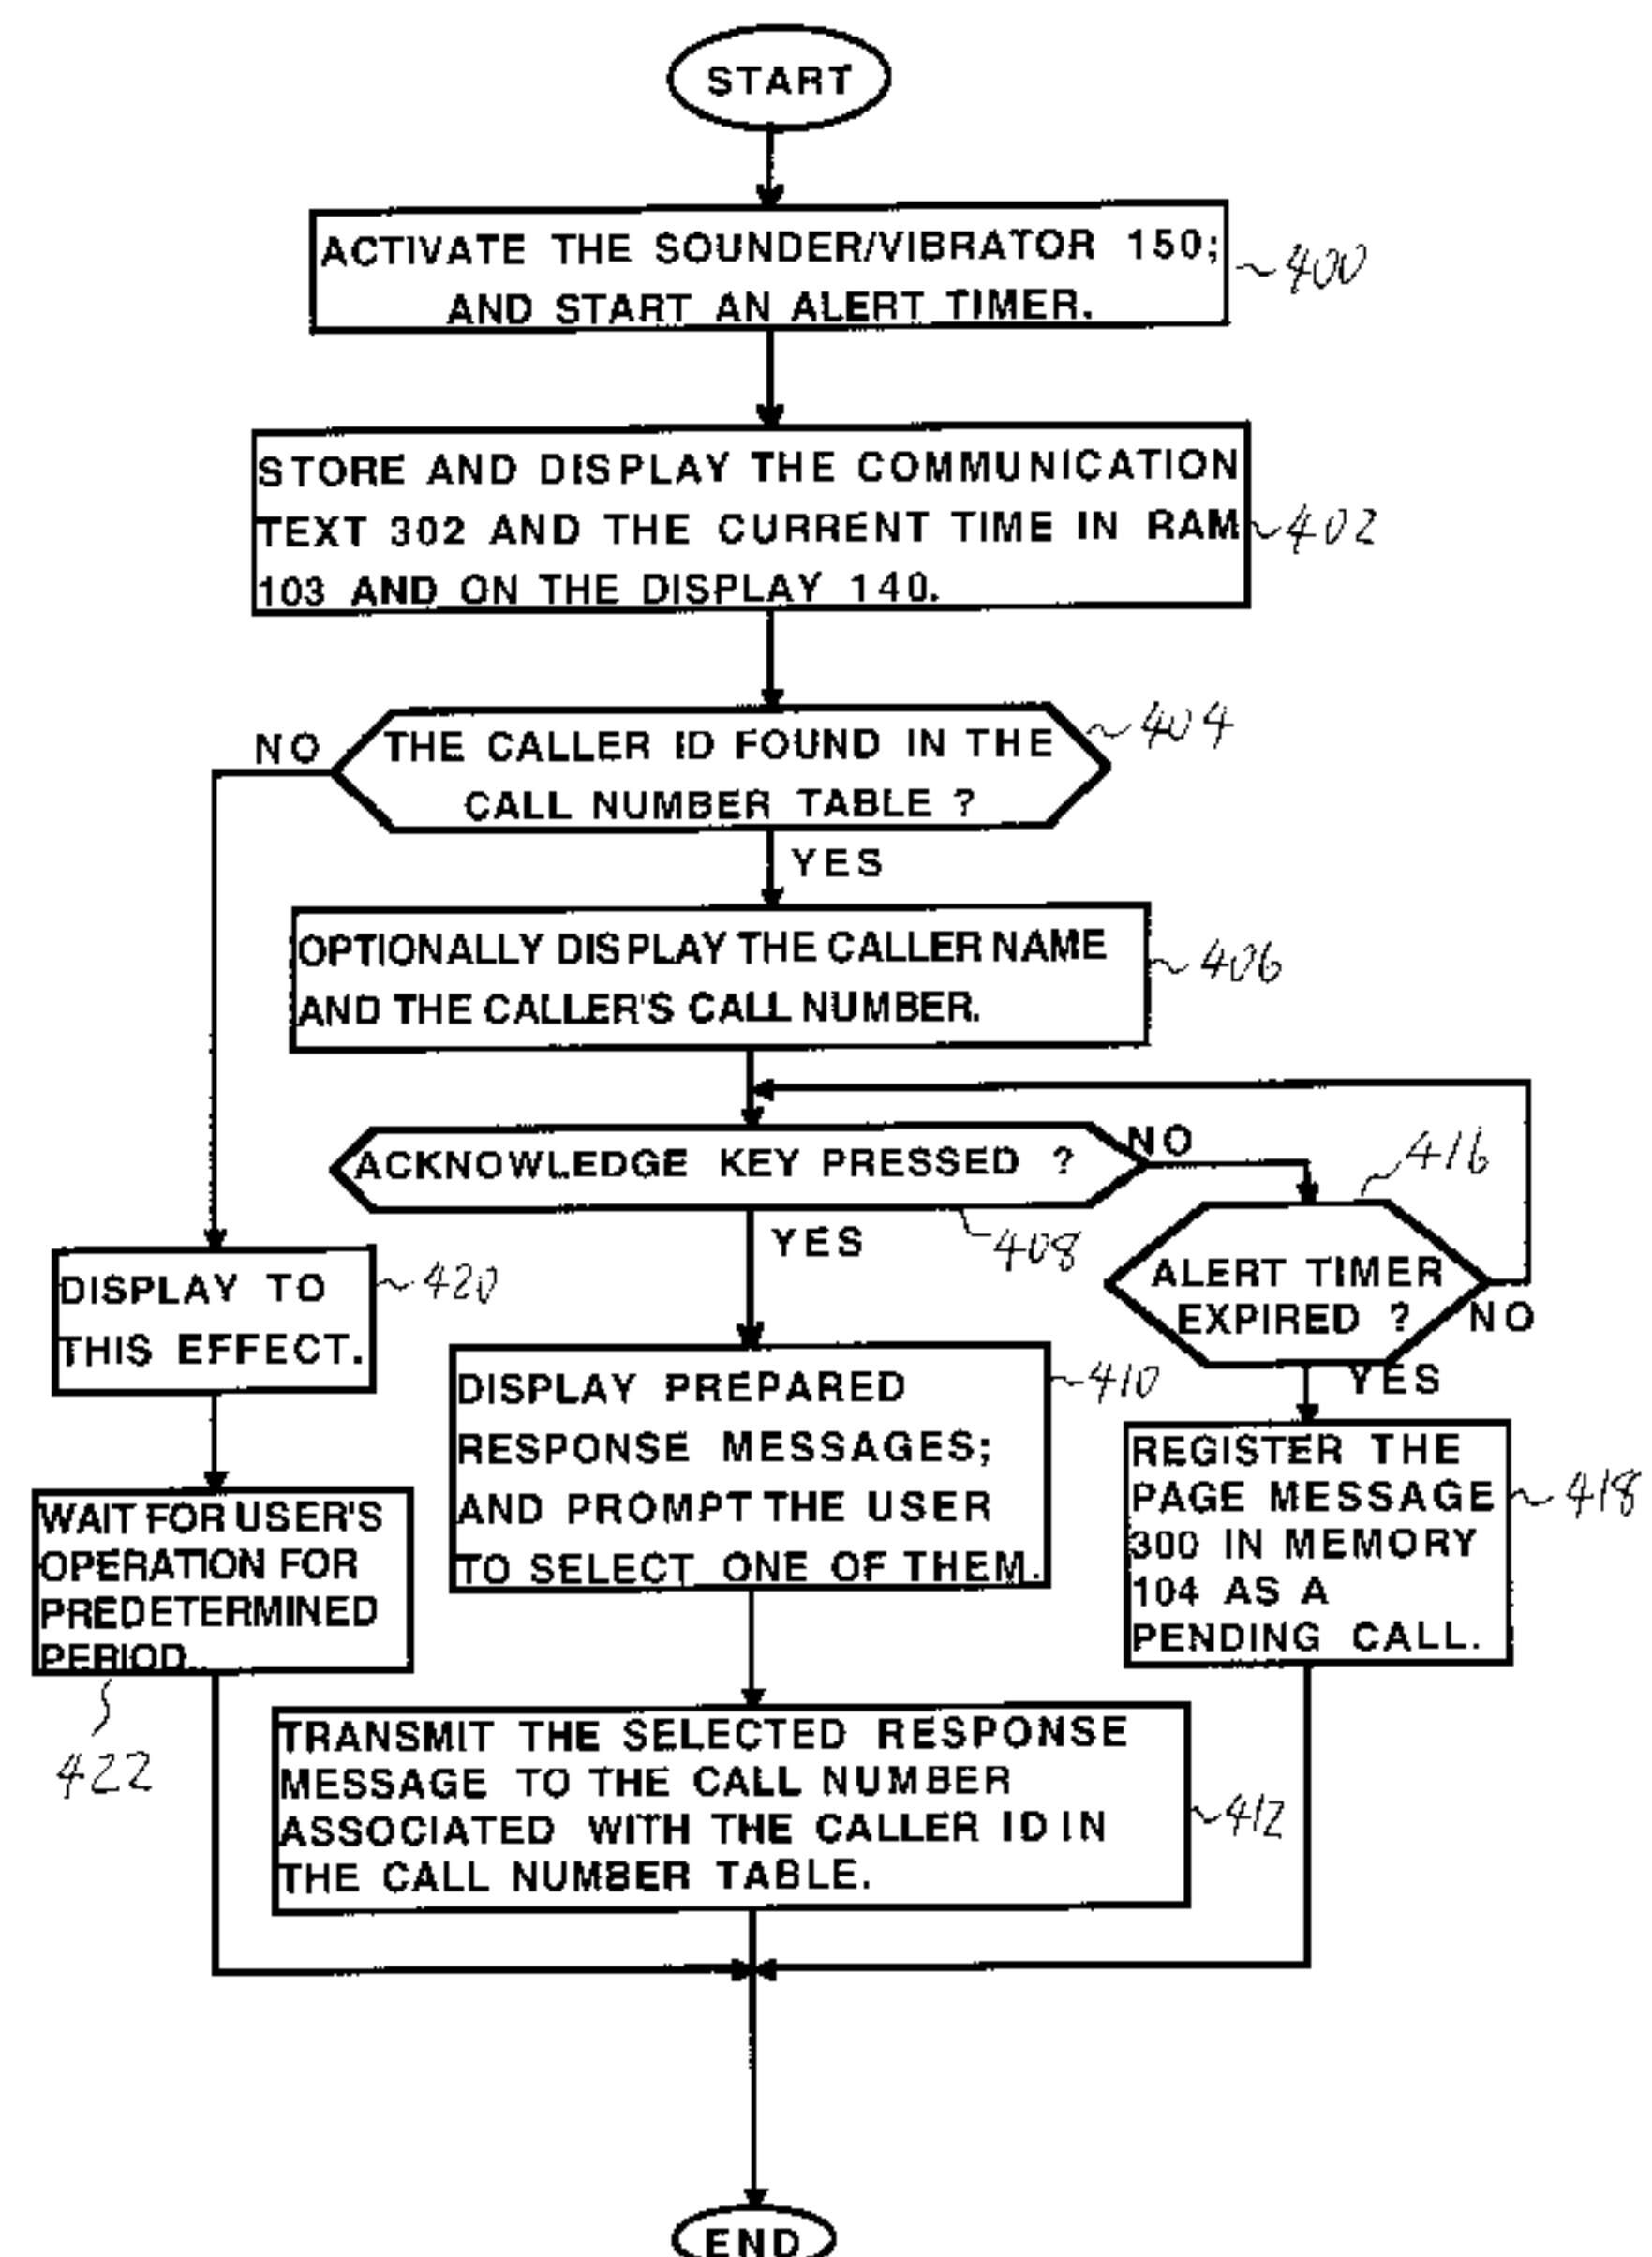 START
ACTIVATE THE SOUNDER/VIBRATOR 150;
AND START AN ALERT TIMER.
400
STORE AND DISPLAY THE COMMUNICATION
TEXT 302 AND THE CURRENT TIME IN RAM
103 AND ON THE DISPLAY 140.
402
THE CALLER ID FOUND IN THE
CALL NUMBER TABLE ?
404
NO
YES
OPTIONALLY DISPLAY THE CALLER NAME
AND THE CALLER'S CALL NUMBER.
406
ACKNOWLEDGE KEY PRESSED ?
408
NO
YES
ALERT TIMER
EXPIRED ?
416
NO
YES
DISPLAY TO
THIS EFFECT.
420
DISPLAY PREPARED
RESPONSE MESSAGES;
AND PROMPT THE USER
TO SELECT ONE OF THEM.
410
REGISTER THE
PAGE MESSAGE
300 IN MEMORY
104 AS A
PENDING CALL.
418
WAIT FOR USER'S
OPERATION FOR
PREDETERMINED
PERIOD.
422
TRANSMIT THE SELECTED RESPONSE
MESSAGE TO THE CALL NUMBER
ASSOCIATED WITH THE CALLER ID IN
THE CALL NUMBER TABLE.
412
END